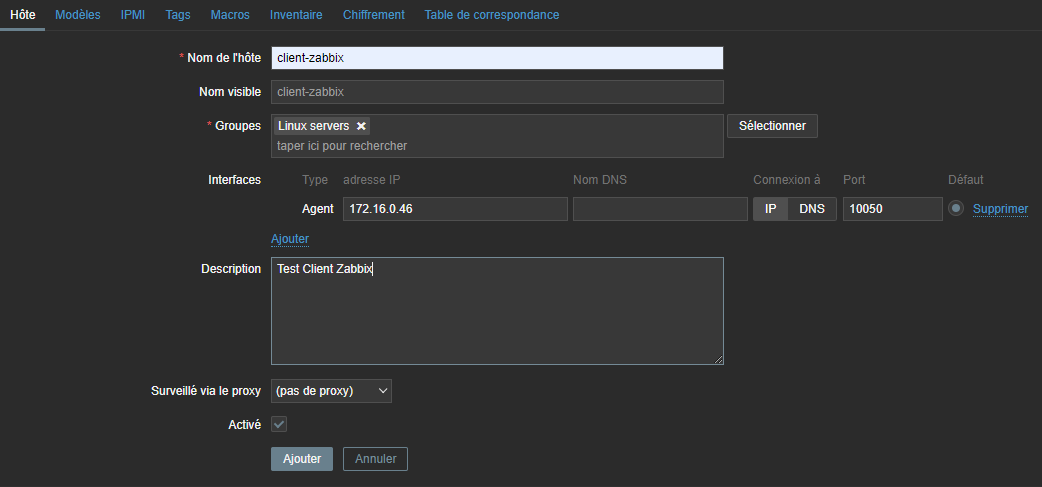 Hôte Modèles IPMI Tags Macros Inventaire Chiffrement Table de correspondance
* Nom de l'hôte client-zabbix
Nom visible client-zabbix
* Groupes Linux servers Sélectionner
taper ici pour rechercher
Interfaces Type adresse IP Nom DNS Connexion à Port Défaut
Agent 172.16.0.46 IP DNS 10050 Supprimer
Ajouter
Description Test Client Zabbix
Surveillé via le proxy (pas de proxy)
Activé
Ajouter Annuler